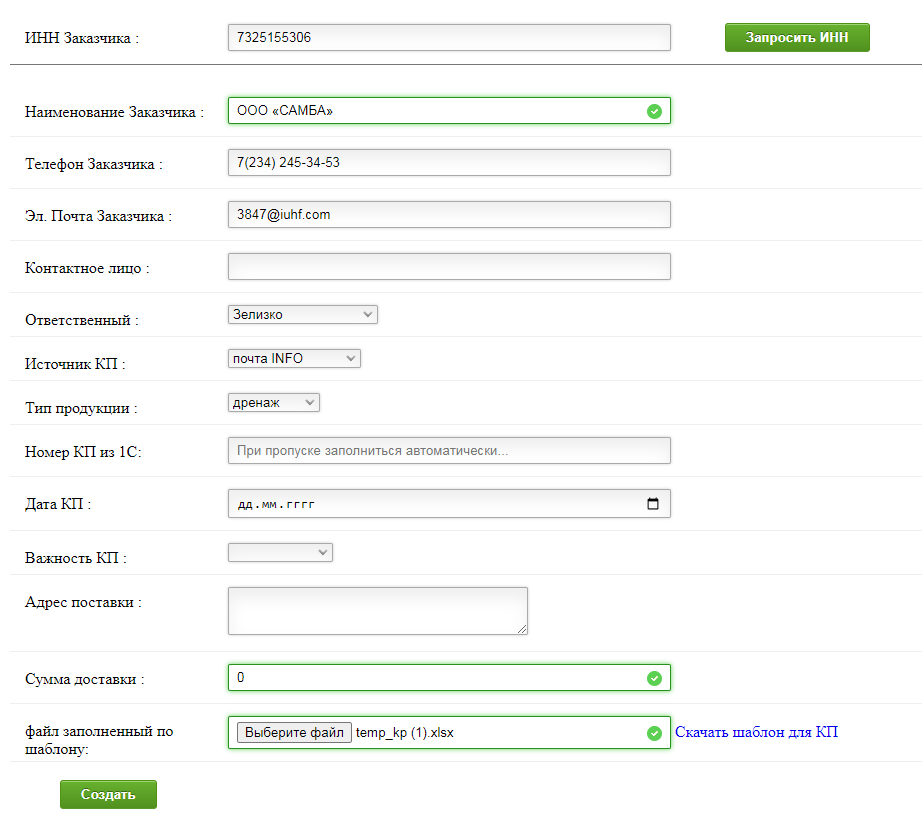 ИНН Заказчика : 7325155306 Запросить ИНН
Наименование Заказчика : ООО «САМБА»
Телефон Заказчика : 7(234) 245-34-53
Эл. Почта Заказчика : 3847@iuhf.com
Контактное лицо :
Ответственный : Зелизко
Источник КП : почта INFO
Тип продукции : дренаж
Номер КП из 1С: При пропуске заполниться автоматически...
Дата КП : дд.мм.гггг
Важность КП :
Адрес поставки :
Сумма доставки : 0
файл заполненный по
шаблону: Выберите файл temp_kp (1).xlsx Скачать шаблон для КП
Создать